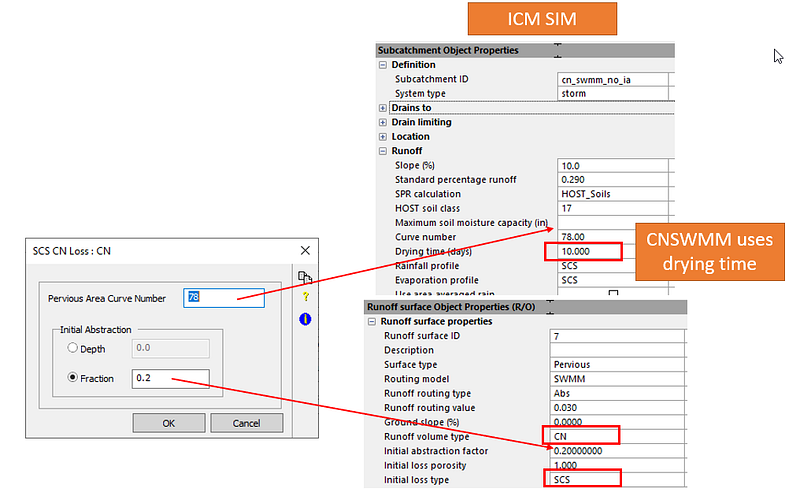 ICM SIM
Subcatchment Object Properties
Definition
Subcatchment ID cn_swmm_no_ia
System type storm
Drains to
Drain limiting
Location
Runoff
Slope (%) 10.0
Standard percentage runoff 0.290
SPR calculation HOST_Soils
HOST soil class 17
Maximum soil moisture capacity (in)
Curve number 78.00
Drying time (days) 10.000
Rainfall profile SCS
Evaporation profile SCS
Use area averaged rain
CNSWMM uses
drying time
SCS CN Loss : CN
Pervious Area Curve Number 78
Initial Abstraction
Depth 0.0
Fraction 0.2
OK Cancel
Runoff surface Object Properties (R/O)
Runoff surface properties
Runoff surface ID 7
Description
Surface type Pervious
Routing model SWMM
Runoff routing type Abs
Runoff routing value 0.030
Ground slope (%) 0.0000
Runoff volume type CN
Initial abstraction factor 0.20000000
Initial loss porosity 1.000
Initial loss type SCS